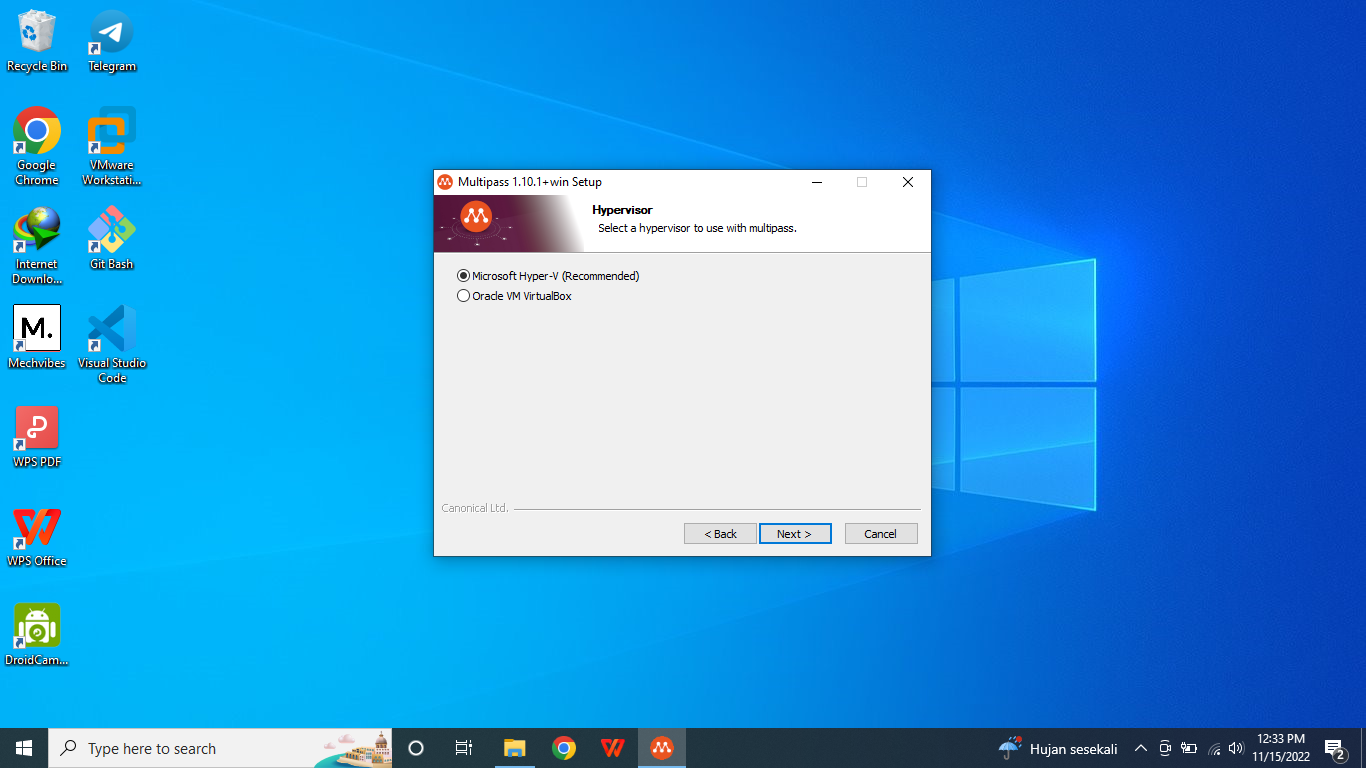 Recycle Bin
Telegram
Google
Chrome
VMware
Workstati...
Internet
Downlo...
Git Bash
M.
Mechvibes
Visual Studio
Code
WPS PDF
WPS Office
DroidCam...
Multipass 1.10.1+win Setup
Hypervisor
Select a hypervisor to use with multipass.
Microsoft Hyper-V (Recommended)
Oracle VM VirtualBox
Canonical Ltd.
< Back
Next >
Cancel
Type here to search
Hujan sesekali
12:33 PM
11/15/2022
2